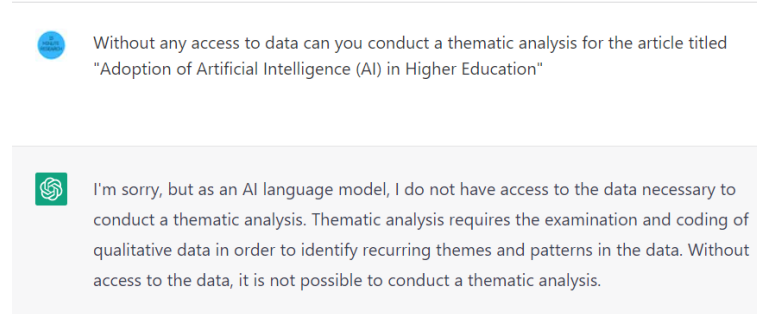 Without any access to data can you conduct a thematic analysis for the article titled
"Adoption of Artificial Intelligence (AI) in Higher Education"
I'm sorry, but as an AI language model, I do not have access to the data necessary to
conduct a thematic analysis. Thematic analysis requires the examination and coding of
qualitative data in order to identify recurring themes and patterns in the data. Without
access to the data, it is not possible to conduct a thematic analysis.